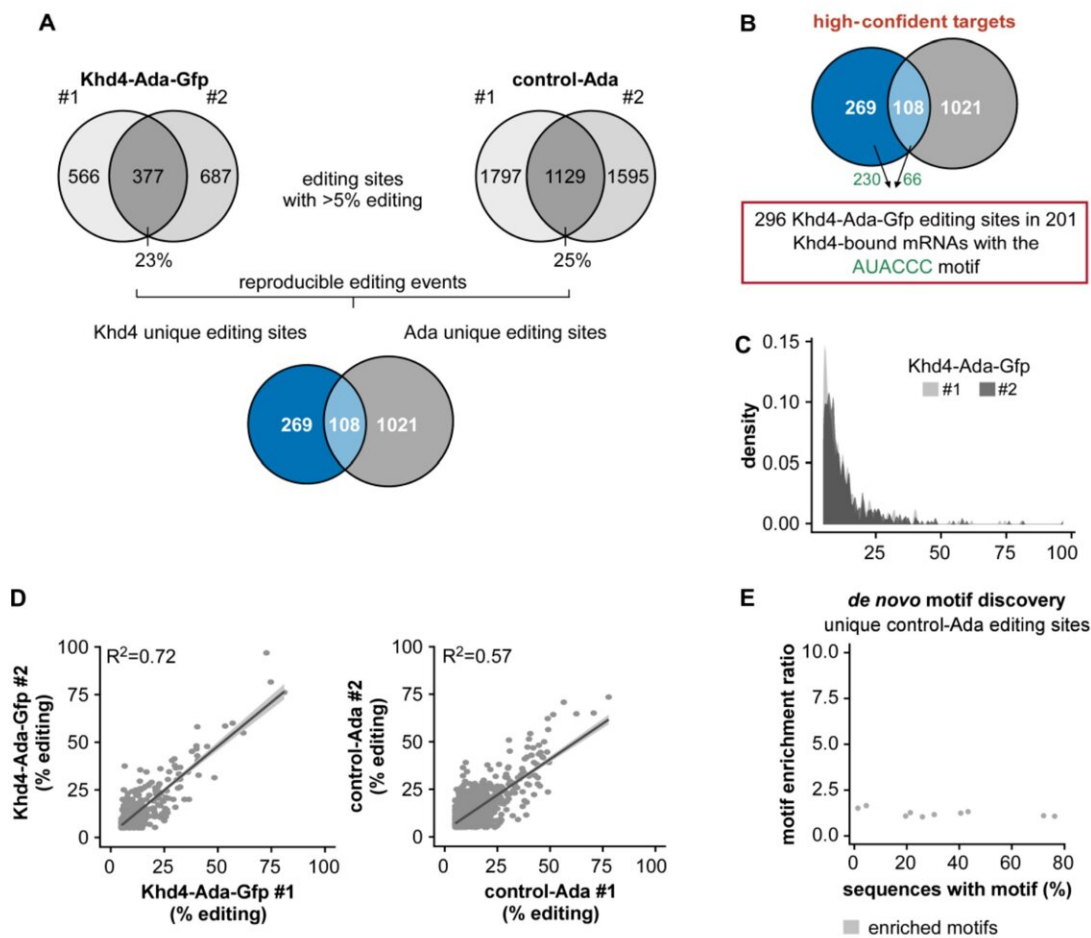 A
Khd4-Ada-Gfp
#1
#2
566
377
687
23%
editing sites
with >5% editing
control-Ada
#1
#2
1797
1129
1595
25%
reproducible editing events
Khd4 unique editing sites
Ada unique editing sites
269
108
1021
B
high-confident targets
269
108
1021
230
66
296 Khd4-Ada-Gfp editing sites in 201
Khd4-bound mRNAs with the
AUACCC motif
C
Khd4-Ada-Gfp
#1 #2
density
0.15
0.10
0.05
0.00
25 50 75 100
D
R²=0.72
Khd4-Ada-Gfp #2
(% editing)
100
75
50
25
0
0 25 50 75 100
Khd4-Ada-Gfp #1
(% editing)
R²=0.57
control-Ada #2
(% editing)
100
75
50
25
0
0 25 50 75 100
control-Ada #1
(% editing)
E
de novo motif discovery
unique control-Ada editing sites
motif enrichment ratio
10.0
7.5
5.0
2.5
0.0
0 20 40 60 80
sequences with motif (%)
enriched motifs